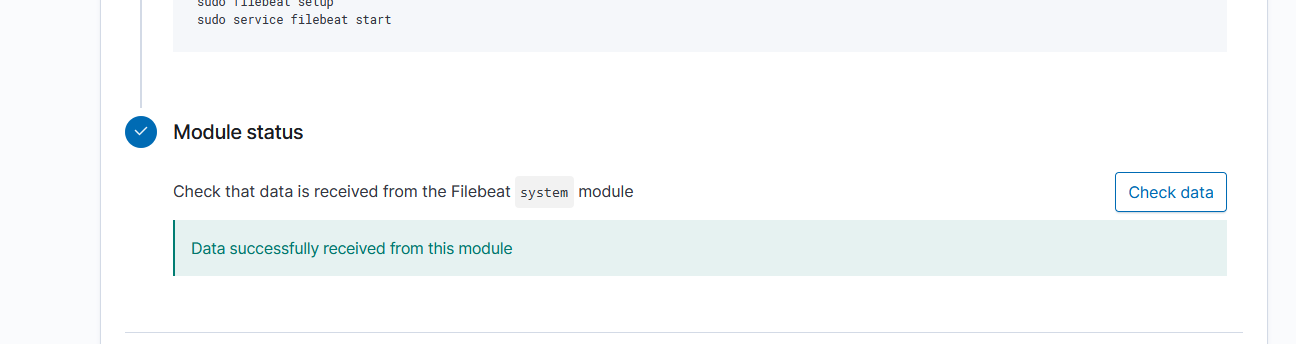 sudo filebeat setup
sudo service filebeat start
Module status
Check that data is received from the Filebeat system module
Check data
Data successfully received from this module